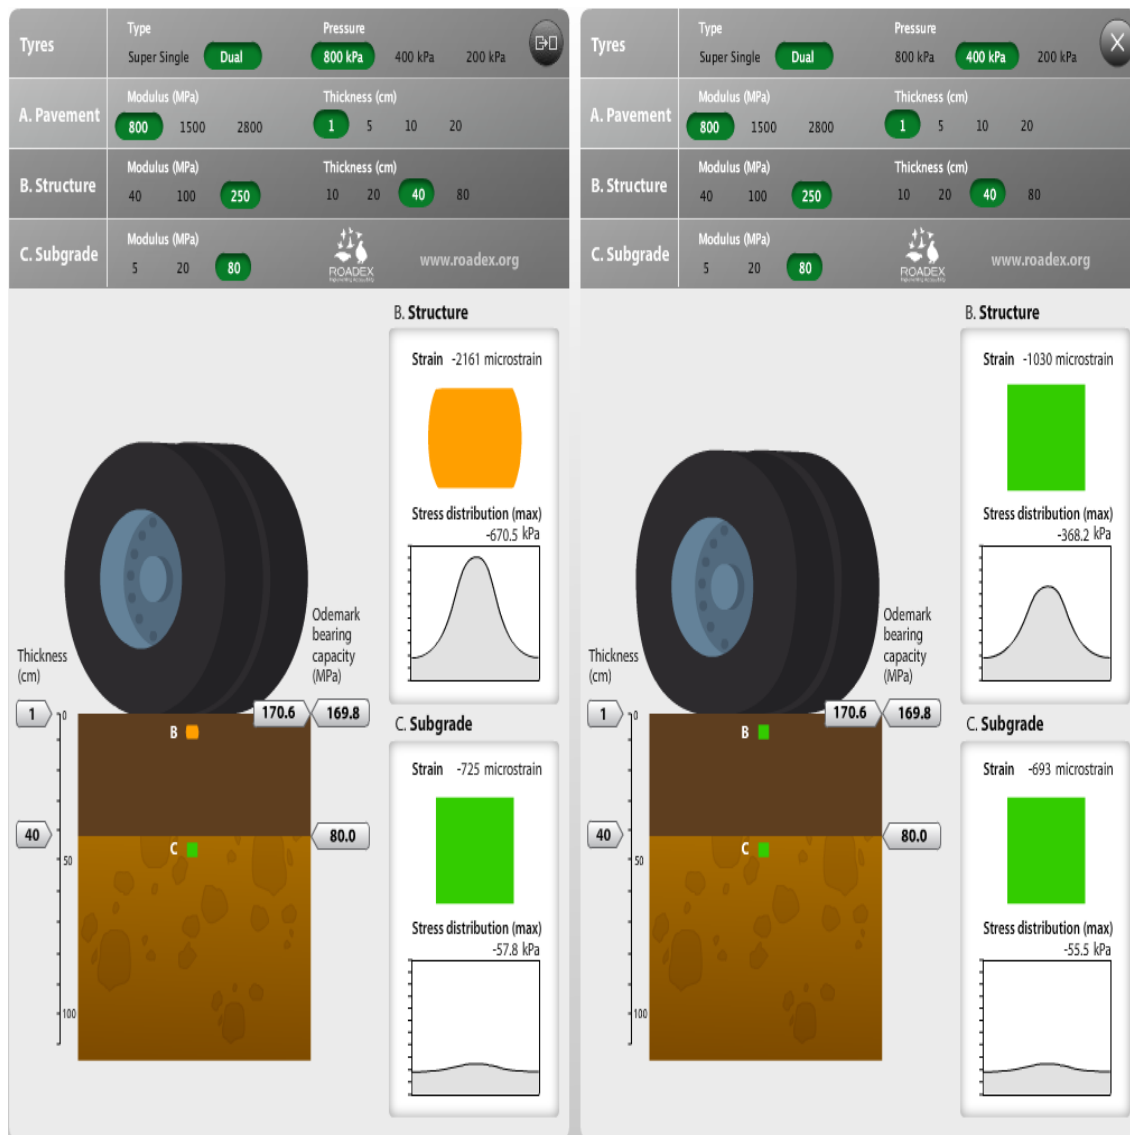 Tyres
Type
Pressure
Super Single Dual 800 kPa 400 kPa 200 kPa
A. Pavement
Modulus (MPa)
Thickness (cm)
800 1500 2800 1 5 10 20
B. Structure
Modulus (MPa)
Thickness (cm)
40 100 250 10 20 40 80
C. Subgrade
Modulus (MPa)
5 20 80
ROADEX
www.roadex.org
B. Structure
Strain -2161 microstrain
Stress distribution (max)
-670.5 kPa
Odemark
bearing
capacity
(MPa)
Thickness
(cm)
1 0 170.6 169.8
B
C. Subgrade
Strain -725 microstrain
40 80.0
C
50
Stress distribution (max)
-57.8 kPa
100
Tyres
Type
Pressure
Super Single Dual 800 kPa 400 kPa 200 kPa
A. Pavement
Modulus (MPa)
Thickness (cm)
800 1500 2800 1 5 10 20
B. Structure
Modulus (MPa)
Thickness (cm)
40 100 250 10 20 40 80
C. Subgrade
Modulus (MPa)
5 20 80
ROADEX
www.roadex.org
B. Structure
Strain -1030 microstrain
Stress distribution (max)
-368.2 kPa
Odemark
bearing
capacity
(MPa)
Thickness
(cm)
1 0 170.6 169.8
B
C. Subgrade
Strain -693 microstrain
40 80.0
C
50
Stress distribution (max)
-55.5 kPa
100